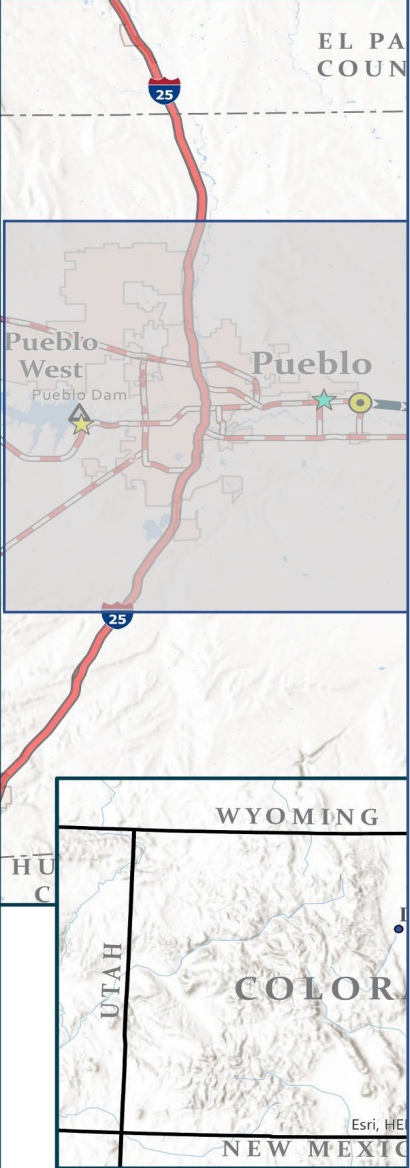 EL PA
COUN
25
Pueblo
West
Pueblo
Pueblo Dam
25
HU
C
WYOMING
UTAH
COLOR
Esri, HE
NEW MEXIC